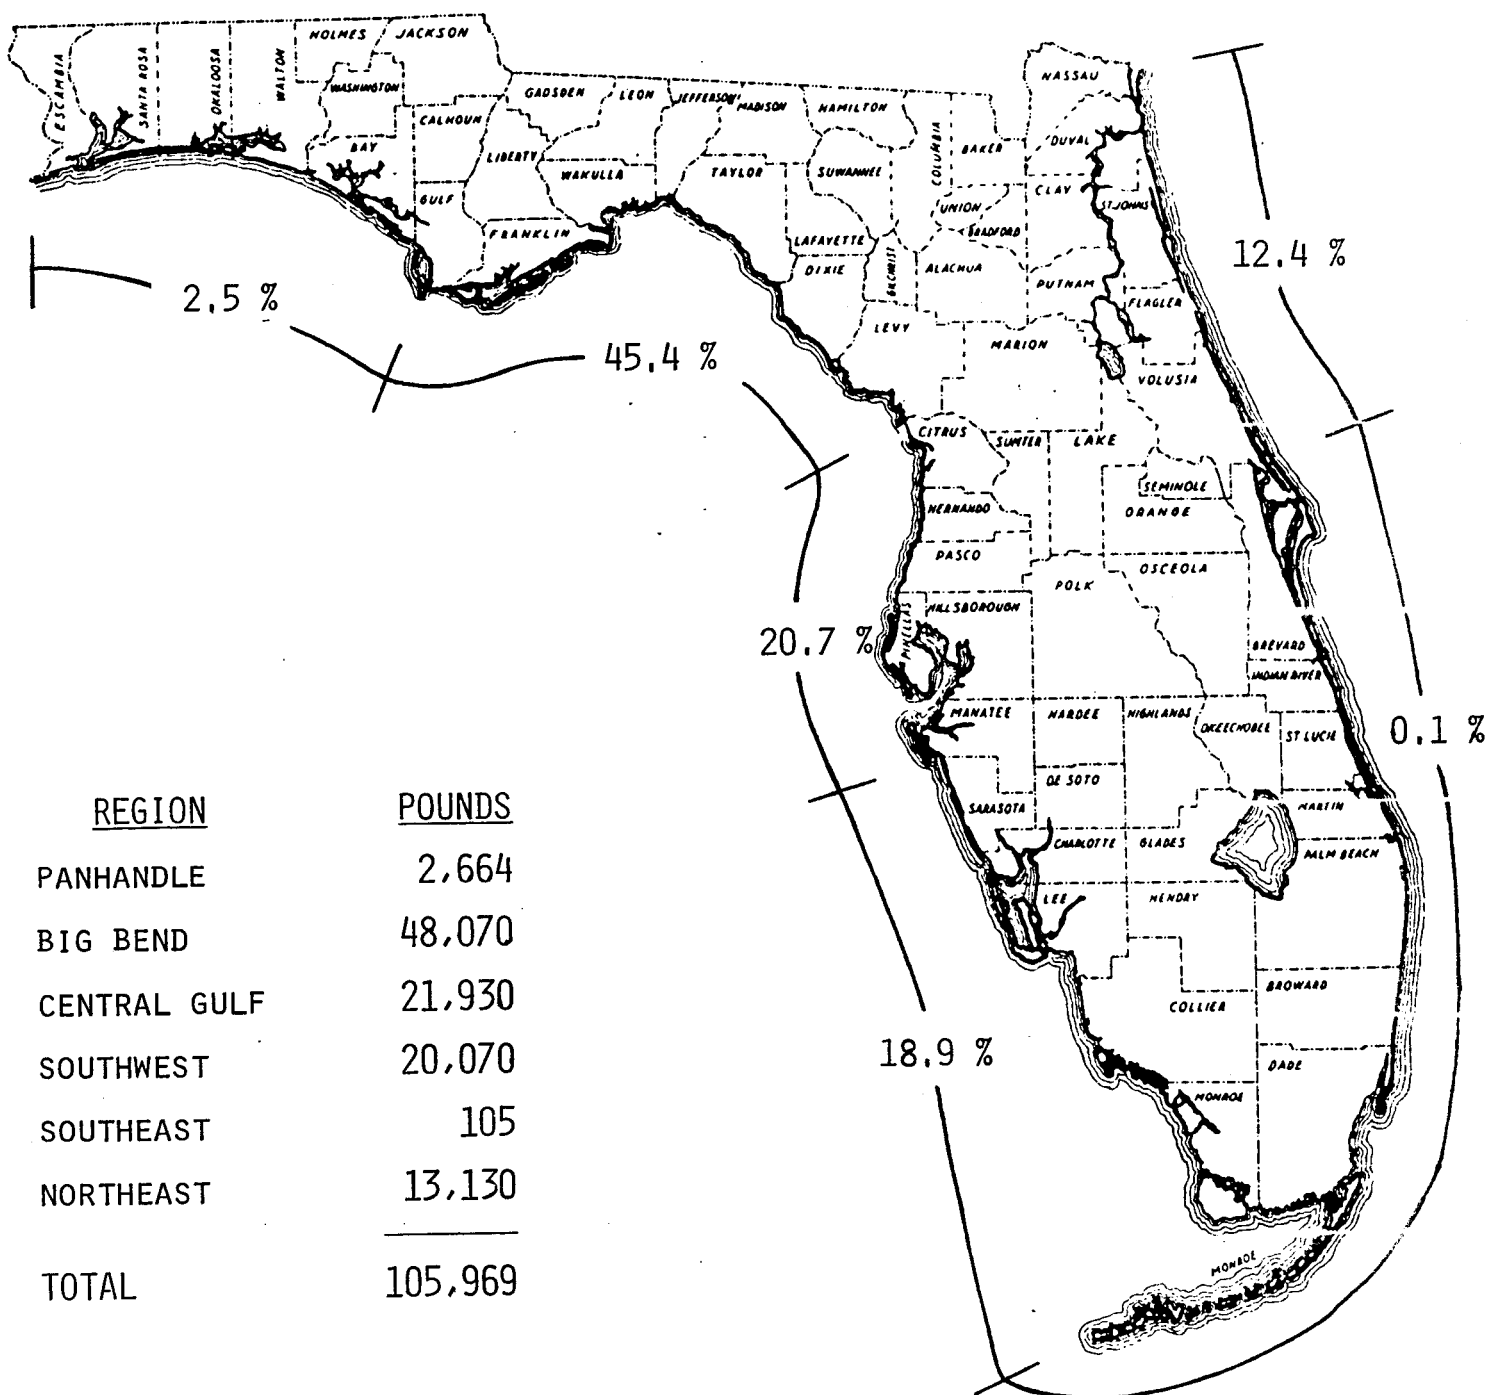 HOLMES JACKSON
ESCAMBIA SANTA ROSA OKALOOSA WALTON
WASHINGTON
NASSAU
GADSDEN LEON JEFFERSON MADISON HAMILTON
CALHOUN
COLUMBIA
BAY
LIBERTY
DUVAL
BAKER
WAKULLA TAYLOR SUWANNEE
GULF
CLAY
UNION ST JOHNS
FRANKLIN
BRADFORD
LAFAYETTE
12.4 %
DIXIE GILCHRIST ALACHUA
PUTNAM
2.5 %
FLAGLER
LEVY
MARION
45.4 %
VOLUSIA
CITRUS SUMTER LAKE
SEMINOLE
HERNANDO ORANGE
PASCO
OSCEOLA
POLK
HILLSBOROUGH
PINELLAS
20.7 %
BREVARD
INDIAN RIVER
MANATEE HARDEE HIGHLANDS
OKEECHOBEE ST LUCIE 0.1 %
DE SOTO
SARASOTA MARTIN
CHARLOTTE GLADES
PALM BEACH
LEE HENDRY
BROWARD
COLLIER
18.9 %
DADE
MONROE
MONROE
REGION POUNDS
PANHANDLE 2,664
BIG BEND 48,070
CENTRAL GULF 21,930
SOUTHWEST 20,070
SOUTHEAST 105
NORTHEAST 13,130
TOTAL 105,969